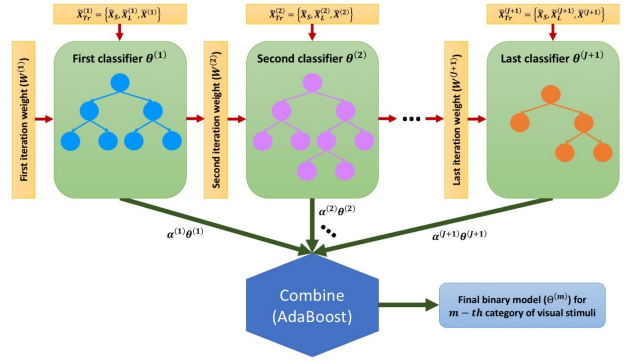 X̃_Tr^(1) = {X̃_S, X̃_L^(1), X̄^(1)}
X̃_Tr^(2) = {X̃_S, X̃_L^(2), X̄^(2)}
X̃_Tr^(J+1) = {X̃_S, X̃_L^(J+1), X̄^(J+1)}
First iteration weight (W^(1))
First classifier θ^(1)
Second iteration weight (W^(2))
Second classifier θ^(2)
...
Last iteration weight (W^(J+1))
Last classifier θ^(J+1)
α^(1)θ^(1)
α^(2)θ^(2)
...
α^(J+1)θ^(J+1)
Combine
(AdaBoost)
Final binary model (Θ^(m)) for
m − th category of visual stimuli